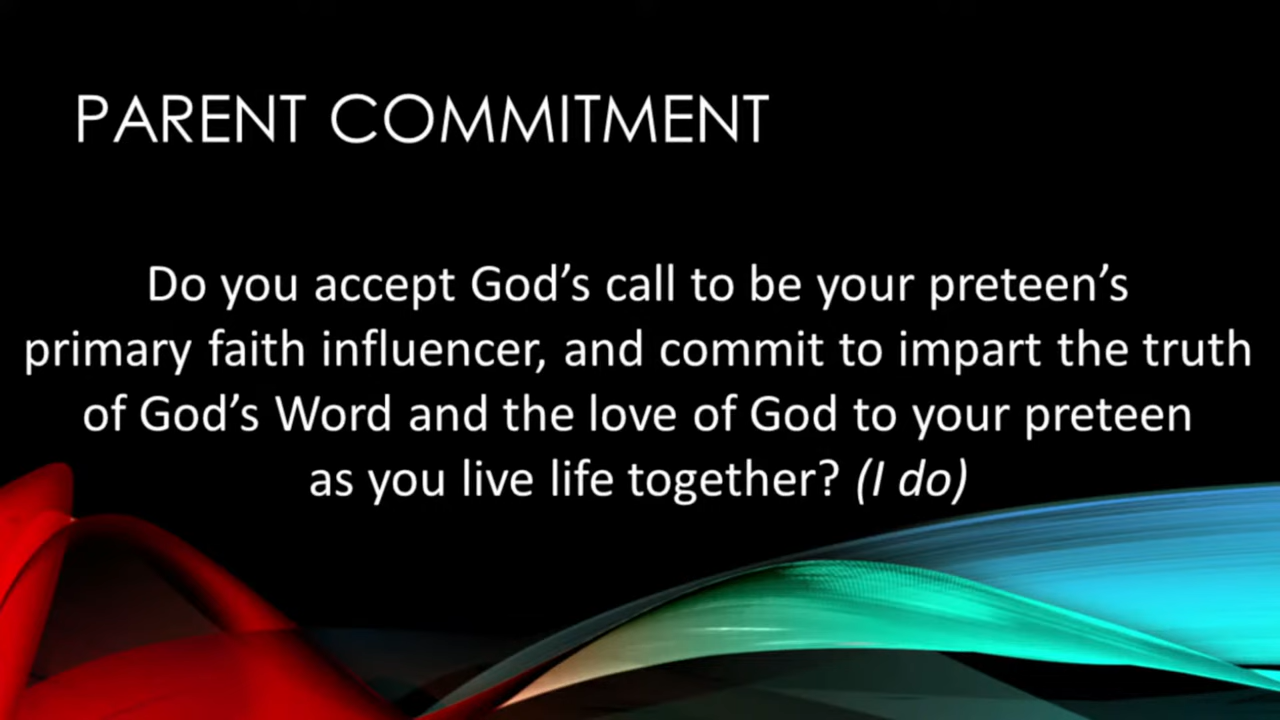 PARENT COMMITMENT
Do you accept God’s call to be your preteen’s
primary faith influencer, and commit to impart the truth
of God’s Word and the love of God to your preteen
as you live life together? (I do)